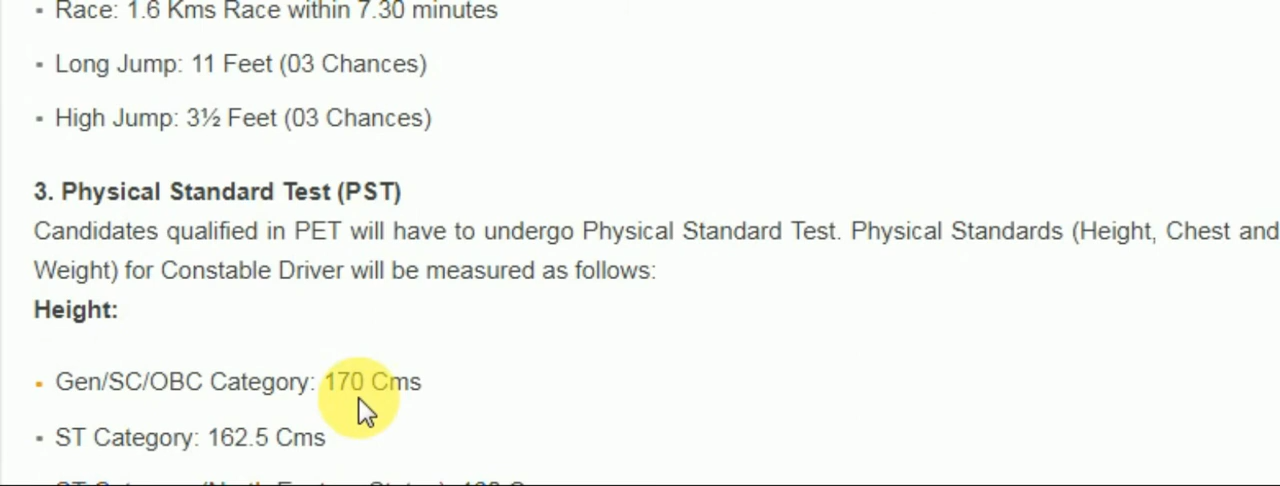 ▪ Race: 1.6 Kms Race within 7.30 minutes
▪ Long Jump: 11 Feet (03 Chances)
▪ High Jump: 3½ Feet (03 Chances)
3. Physical Standard Test (PST)
Candidates qualified in PET will have to undergo Physical Standard Test. Physical Standards (Height, Chest and
Weight) for Constable Driver will be measured as follows:
Height:
▪ Gen/SC/OBC Category: 170 Cms
▪ ST Category: 162.5 Cms